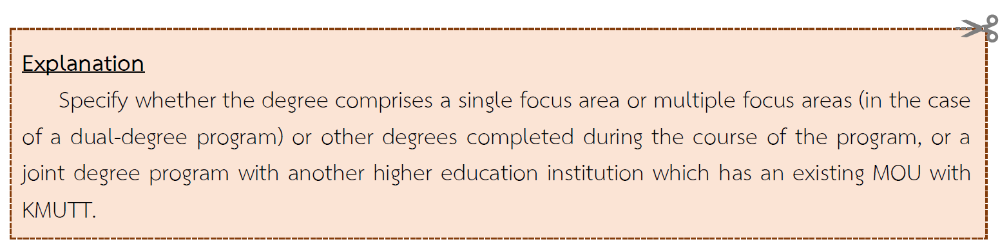 Explanation
Specify whether the degree comprises a single focus area or multiple focus areas (in the case
of a dual-degree program) or other degrees completed during the course of the program, or a
joint degree program with another higher education institution which has an existing MOU with
KMUTT.